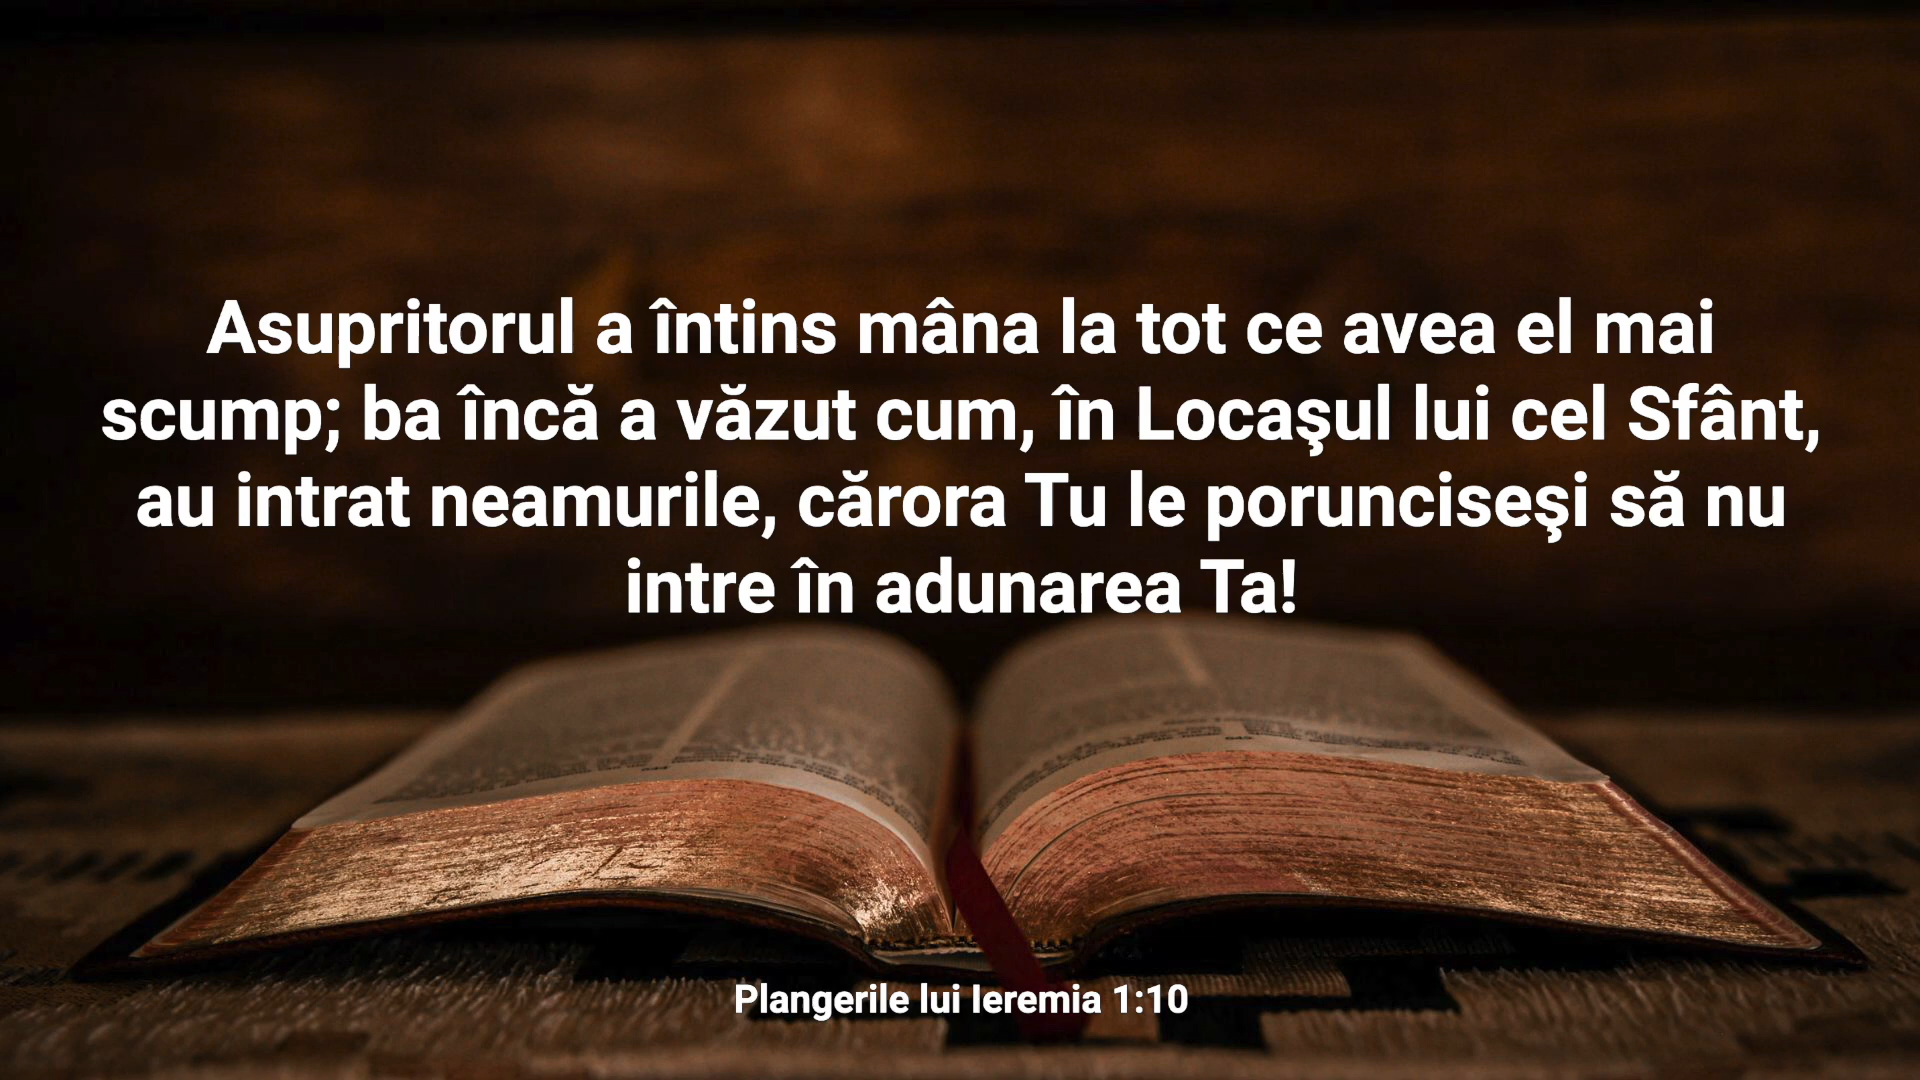 Asupritorul a întins mâna la tot ce avea el mai
scump; ba încă a văzut cum, în Locaşul lui cel Sfânt,
au intrat neamurile, cărora Tu le porunciseşi să nu
intre în adunarea Ta!
Plangerile lui Ieremia 1:10